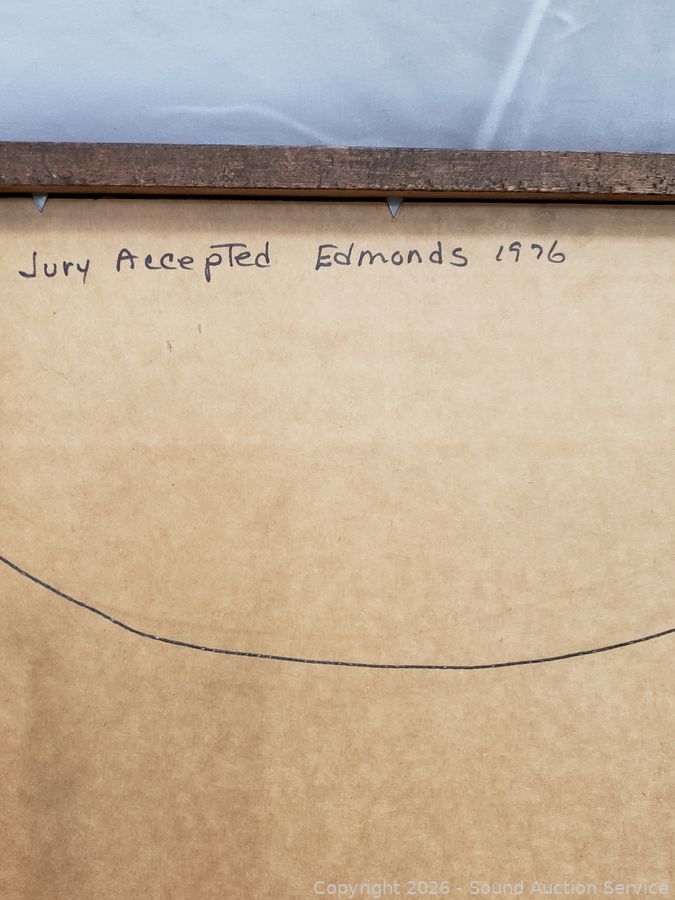 Jury Accepted Edmonds 1976
Copyright 2026 - Sound Auction Service